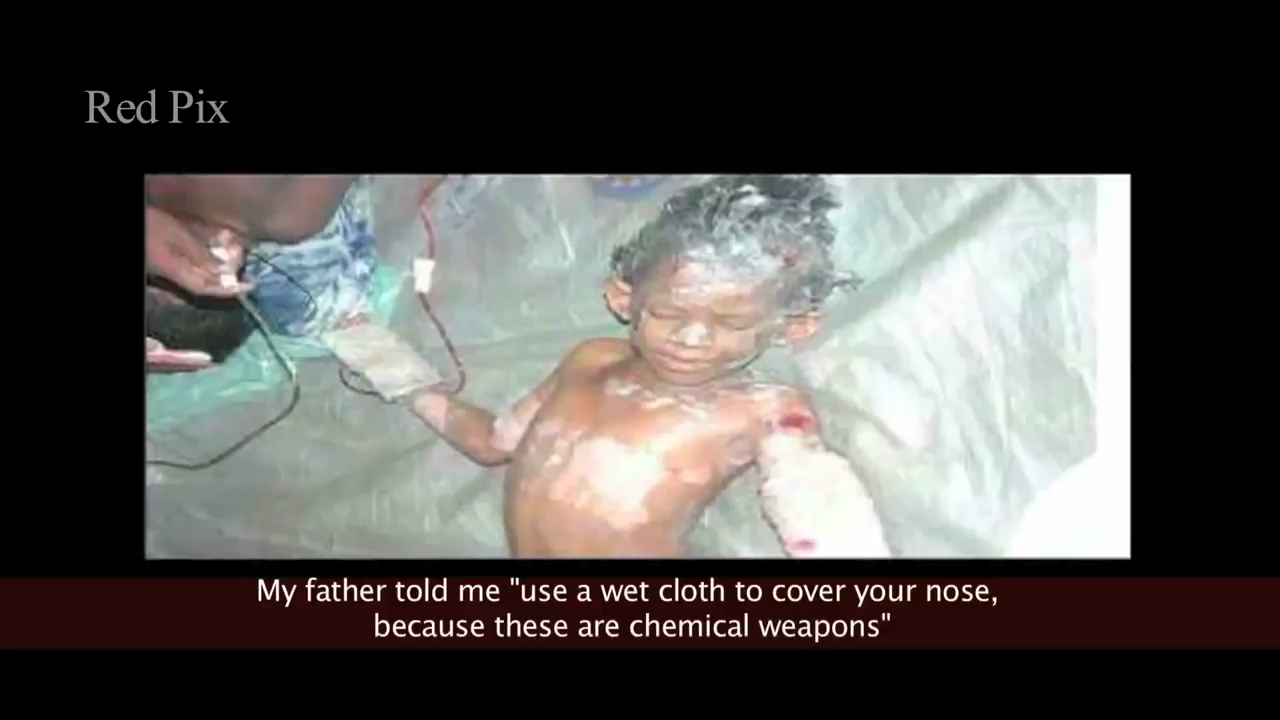 Red Pix
My father told me "use a wet cloth to cover your nose,
because these are chemical weapons"